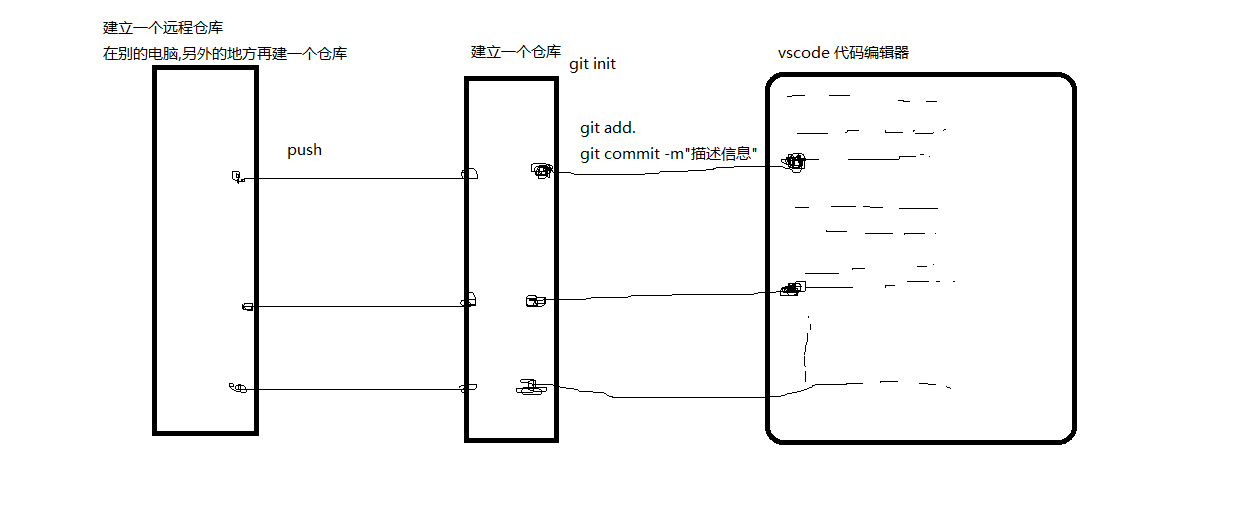 建立一个远程仓库
在别的电脑,另外的地方再建一个仓库
建立一个仓库
git init
vscode 代码编辑器
push
git add.
git commit -m"描述信息"